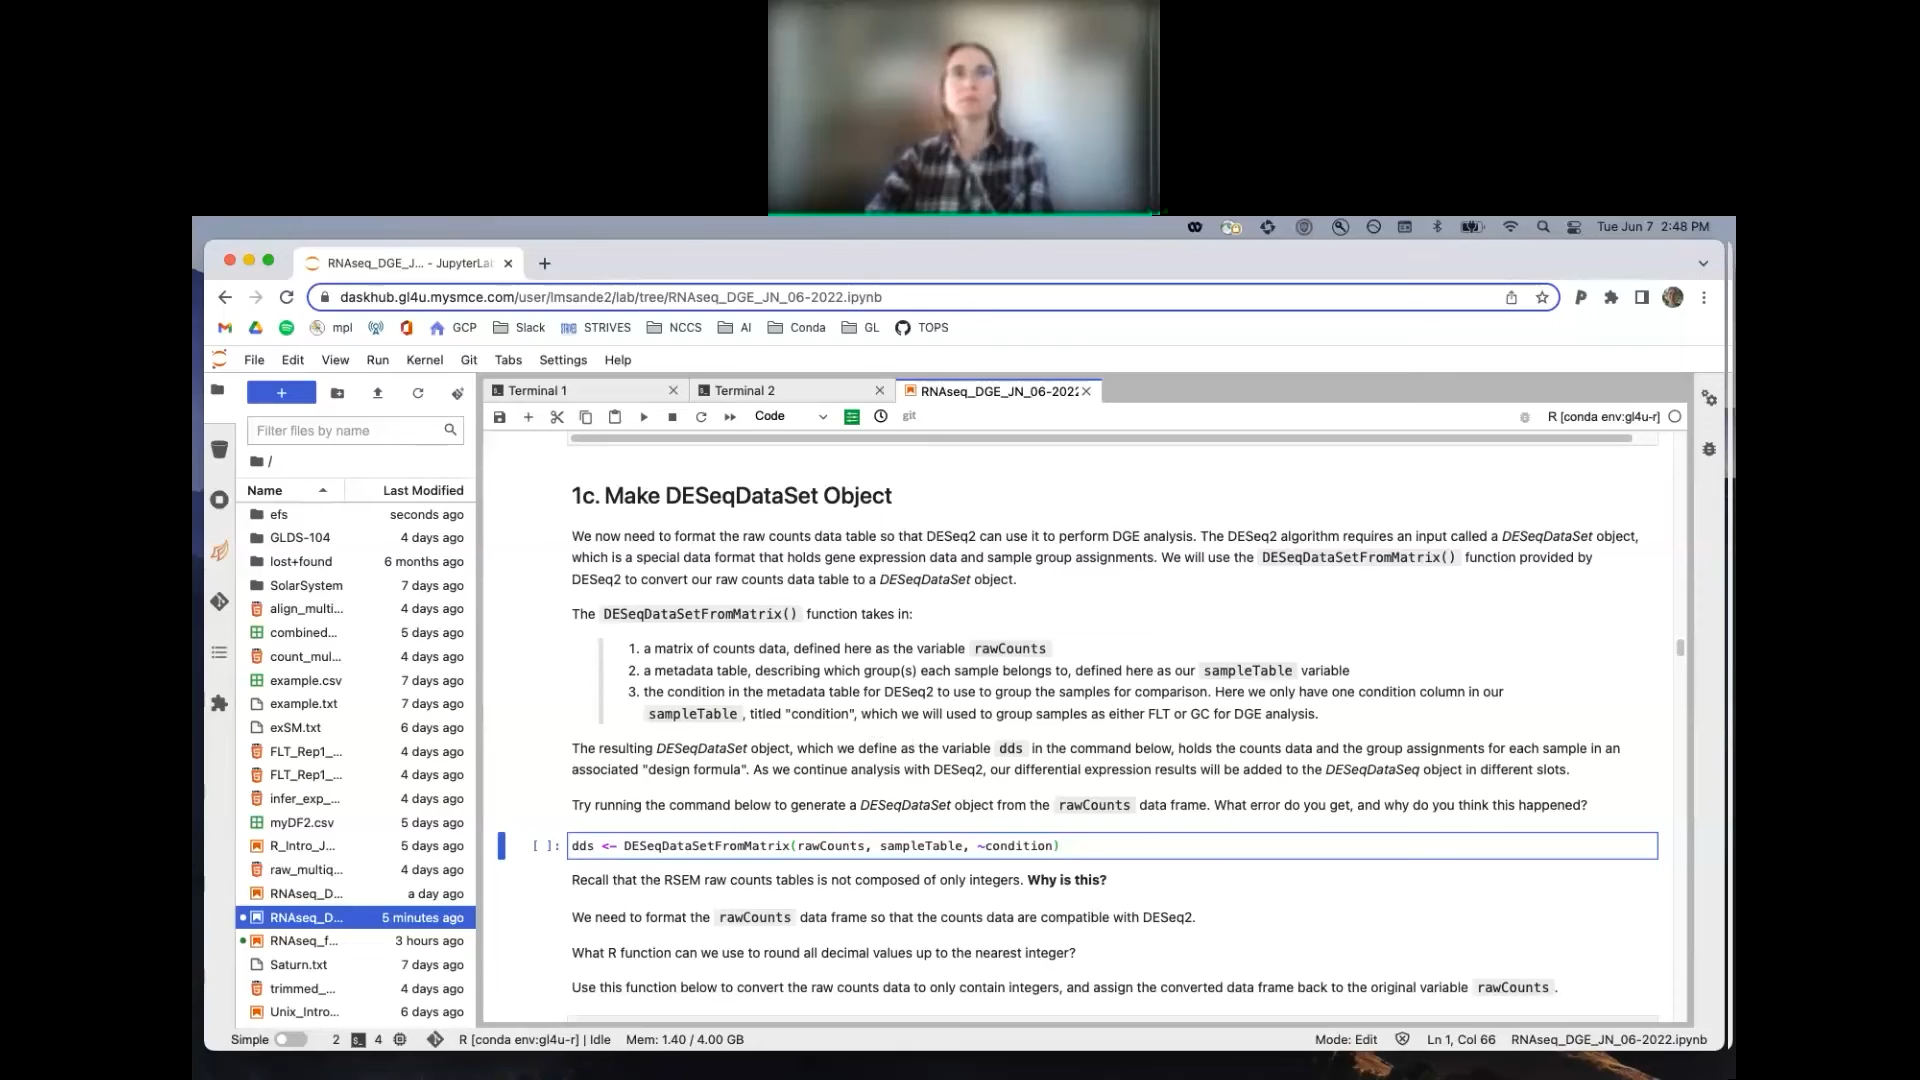 Tue Jun 7 2:48 PM
RNAseq_DGE_J... - JupyterLab
daskhub.gl4u.mysmce.com/user/lmsande2/lab/tree/RNAseq_DGE_JN_06-2022.ipynb
mpl GCP Slack STRIVES NCCS AI Conda GL TOPS
File Edit View Run Kernel Git Tabs Settings Help
Terminal 1 Terminal 2 RNAseq_DGE_JN_06-2022
Code git R [conda env:gl4u-r]
Filter files by name
/
Name Last Modified
efs seconds ago
GLDS-104 4 days ago
lost+found 6 months ago
SolarSystem 7 days ago
align_multi... 4 days ago
combined... 5 days ago
count_mul... 4 days ago
example.csv 7 days ago
example.txt 7 days ago
exSM.txt 6 days ago
FLT_Rep1_... 4 days ago
FLT_Rep1_... 4 days ago
infer_exp_... 4 days ago
myDF2.csv 5 days ago
R_Intro_J... 5 days ago
raw_multiq... 4 days ago
RNAseq_D... a day ago
RNAseq_D... 5 minutes ago
RNAseq_f... 3 hours ago
Saturn.txt 7 days ago
trimmed_... 4 days ago
Unix_Intro... 6 days ago
1c. Make DESeqDataSet Object
We now need to format the raw counts data table so that DESeq2 can use it to perform DGE analysis. The DESeq2 algorithm requires an input called a DESeqDataSet object,
which is a special data format that holds gene expression data and sample group assignments. We will use the DESeqDataSetFromMatrix() function provided by
DESeq2 to convert our raw counts data table to a DESeqDataSet object.
The DESeqDataSetFromMatrix() function takes in:
1. a matrix of counts data, defined here as the variable rawCounts
2. a metadata table, describing which group(s) each sample belongs to, defined here as our sampleTable variable
3. the condition in the metadata table for DESeq2 to use to group the samples for comparison. Here we only have one condition column in our
sampleTable , titled "condition", which we will used to group samples as either FLT or GC for DGE analysis.
The resulting DESeqDataSet object, which we define as the variable dds in the command below, holds the counts data and the group assignments for each sample in an
associated "design formula". As we continue analysis with DESeq2, our differential expression results will be added to the DESeqDataSeq object in different slots.
Try running the command below to generate a DESeqDataSet object from the rawCounts data frame. What error do you get, and why do you think this happened?
[ ]: dds <- DESeqDataSetFromMatrix(rawCounts, sampleTable, ~condition)
Recall that the RSEM raw counts tables is not composed of only integers. Why is this?
We need to format the rawCounts data frame so that the counts data are compatible with DESeq2.
What R function can we use to round all decimal values up to the nearest integer?
Use this function below to convert the raw counts data to only contain integers, and assign the converted data frame back to the original variable rawCounts .
Simple 2 4 R [conda env:gl4u-r] | Idle Mem: 1.40 / 4.00 GB Mode: Edit Ln 1, Col 66 RNAseq_DGE_JN_06-2022.ipynb